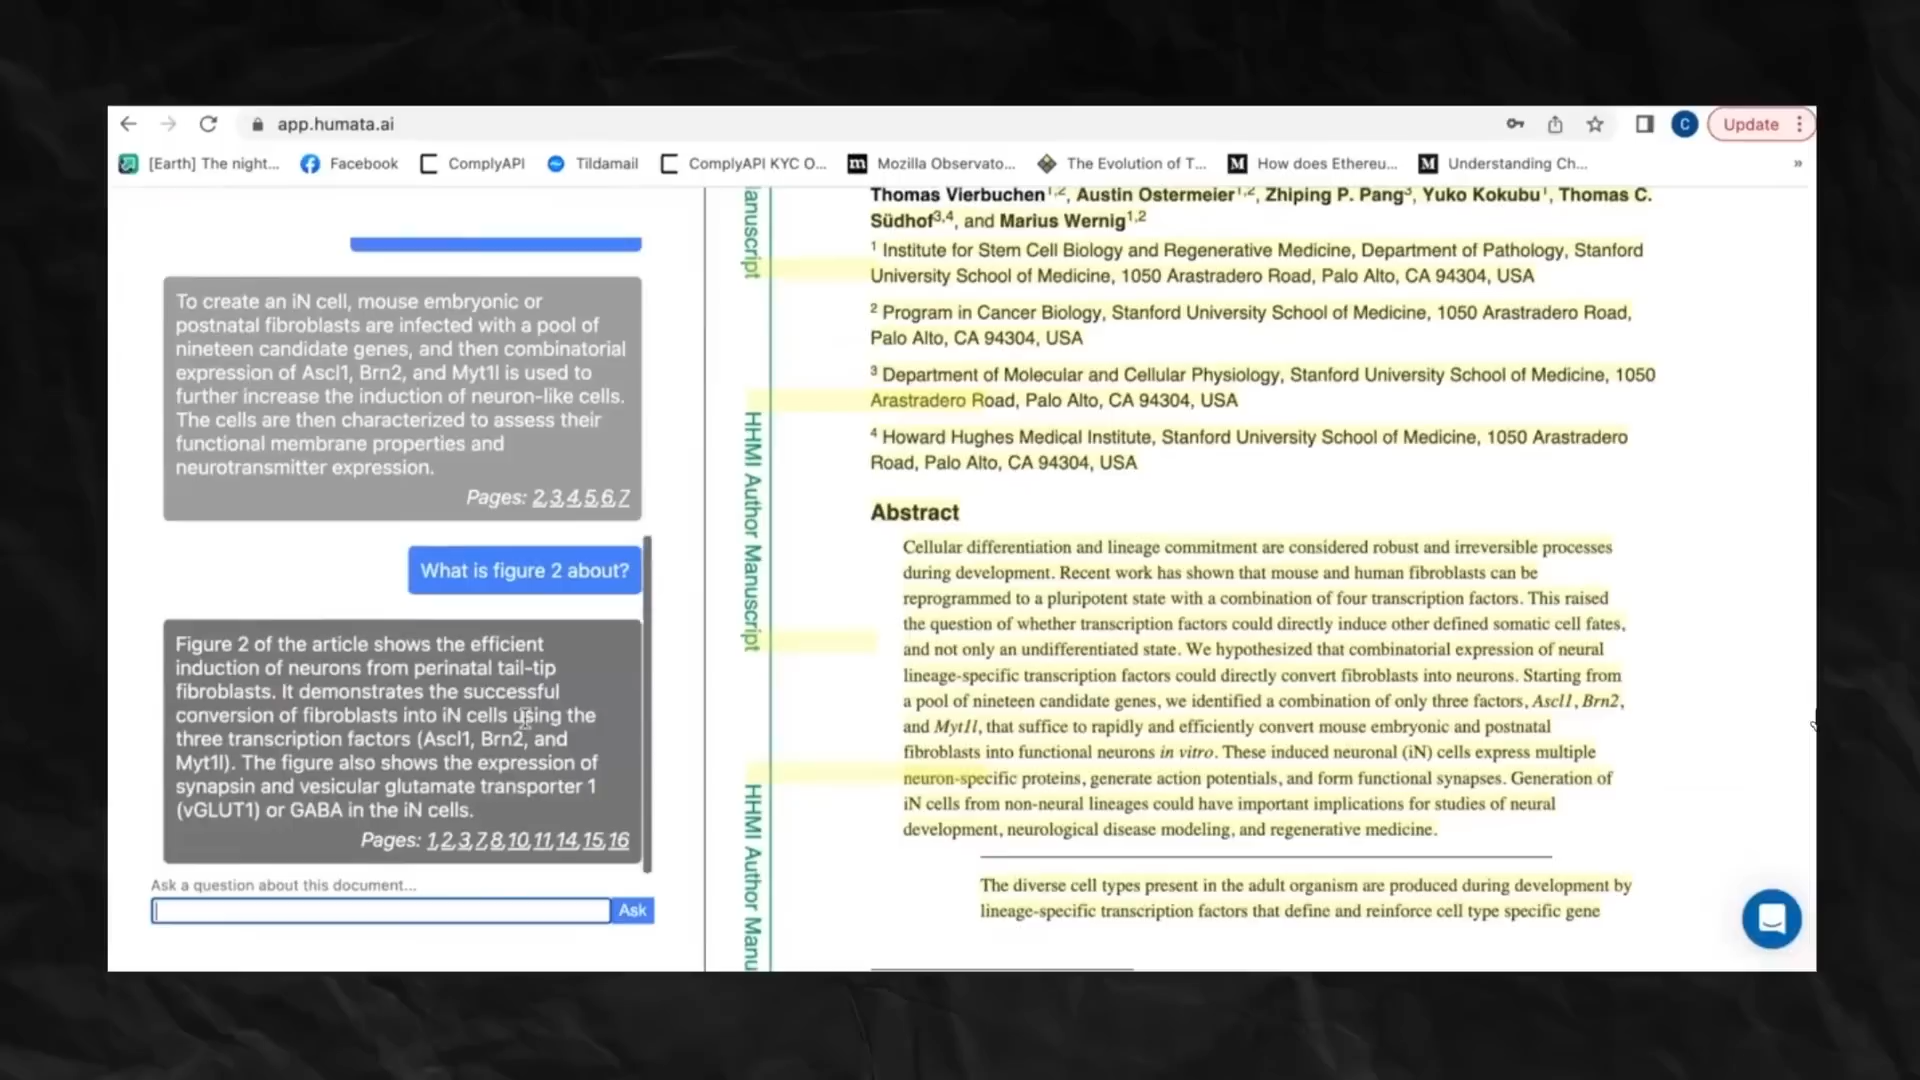 app.humata.ai
Update
[Earth] The night...
Facebook
ComplyAPI
Tildamail
ComplyAPI KYC O...
Mozilla Observato...
The Evolution of T...
How does Ethereu...
Understanding Ch...
»
To create an iN cell, mouse embryonic or
postnatal fibroblasts are infected with a pool of
nineteen candidate genes, and then combinatorial
expression of Ascl1, Brn2, and Myt1l is used to
further increase the induction of neuron-like cells.
The cells are then characterized to assess their
functional membrane properties and
neurotransmitter expression.
Pages: 2,3,4,5,6,7
What is figure 2 about?
Figure 2 of the article shows the efficient
induction of neurons from perinatal tail-tip
fibroblasts. It demonstrates the successful
conversion of fibroblasts into iN cells using the
three transcription factors (Ascl1, Brn2, and
Myt1l). The figure also shows the expression of
synapsin and vesicular glutamate transporter 1
(vGLUT1) or GABA in the iN cells.
Pages: 1,2,3,7,8,10,11,14,15,16
Ask a question about this document...
Ask
anuscript
HHMI Author Manuscript
HHMI Author Manu
Thomas Vierbuchen1,2, Austin Ostermeier1,2, Zhiping P. Pang3, Yuko Kokubu1, Thomas C.
Südhof3,4, and Marius Wernig1,2
1 Institute for Stem Cell Biology and Regenerative Medicine, Department of Pathology, Stanford
University School of Medicine, 1050 Arastradero Road, Palo Alto, CA 94304, USA
2 Program in Cancer Biology, Stanford University School of Medicine, 1050 Arastradero Road,
Palo Alto, CA 94304, USA
3 Department of Molecular and Cellular Physiology, Stanford University School of Medicine, 1050
Arastradero Road, Palo Alto, CA 94304, USA
4 Howard Hughes Medical Institute, Stanford University School of Medicine, 1050 Arastradero
Road, Palo Alto, CA 94304, USA
Abstract
Cellular differentiation and lineage commitment are considered robust and irreversible processes
during development. Recent work has shown that mouse and human fibroblasts can be
reprogrammed to a pluripotent state with a combination of four transcription factors. This raised
the question of whether transcription factors could directly induce other defined somatic cell fates,
and not only an undifferentiated state. We hypothesized that combinatorial expression of neural
lineage-specific transcription factors could directly convert fibroblasts into neurons. Starting from
a pool of nineteen candidate genes, we identified a combination of only three factors, Ascl1, Brn2,
and Myt1l, that suffice to rapidly and efficiently convert mouse embryonic and postnatal
fibroblasts into functional neurons in vitro. These induced neuronal (iN) cells express multiple
neuron-specific proteins, generate action potentials, and form functional synapses. Generation of
iN cells from non-neural lineages could have important implications for studies of neural
development, neurological disease modeling, and regenerative medicine.
The diverse cell types present in the adult organism are produced during development by
lineage-specific transcription factors that define and reinforce cell type specific gene